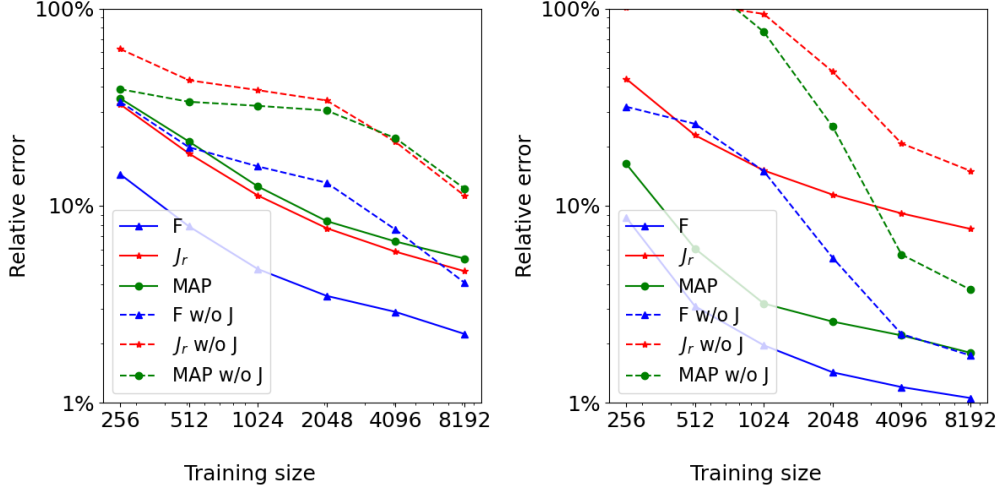 100%
10%
1%
Relative error
F
J_r
MAP
F w/o J
J_r w/o J
MAP w/o J
256 512 1024 2048 4096 8192
Training size
100%
10%
1%
Relative error
F
J_r
MAP
F w/o J
J_r w/o J
MAP w/o J
256 512 1024 2048 4096 8192
Training size